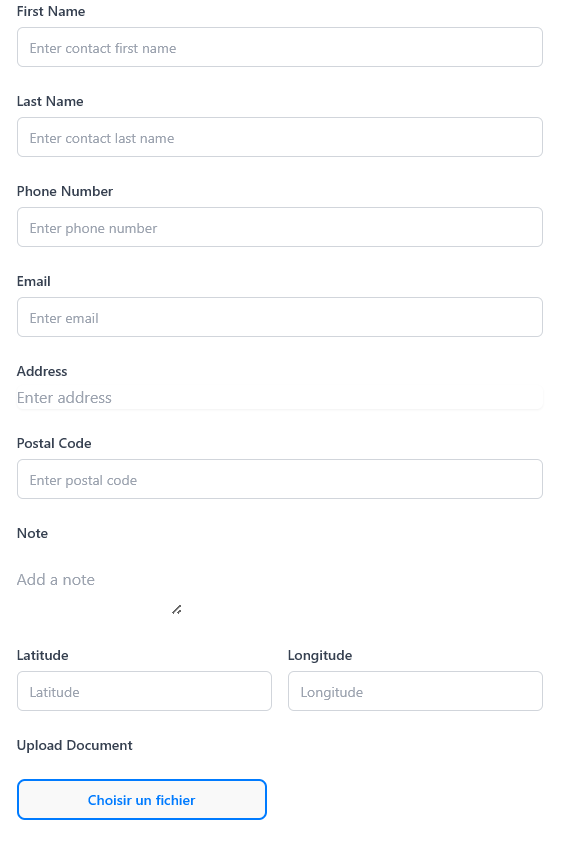 First Name
Enter contact first name
Last Name
Enter contact last name
Phone Number
Enter phone number
Email
Enter email
Address
Enter address
Postal Code
Enter postal code
Note
Add a note
Latitude Longitude
Latitude Longitude
Upload Document
Choisir un fichier